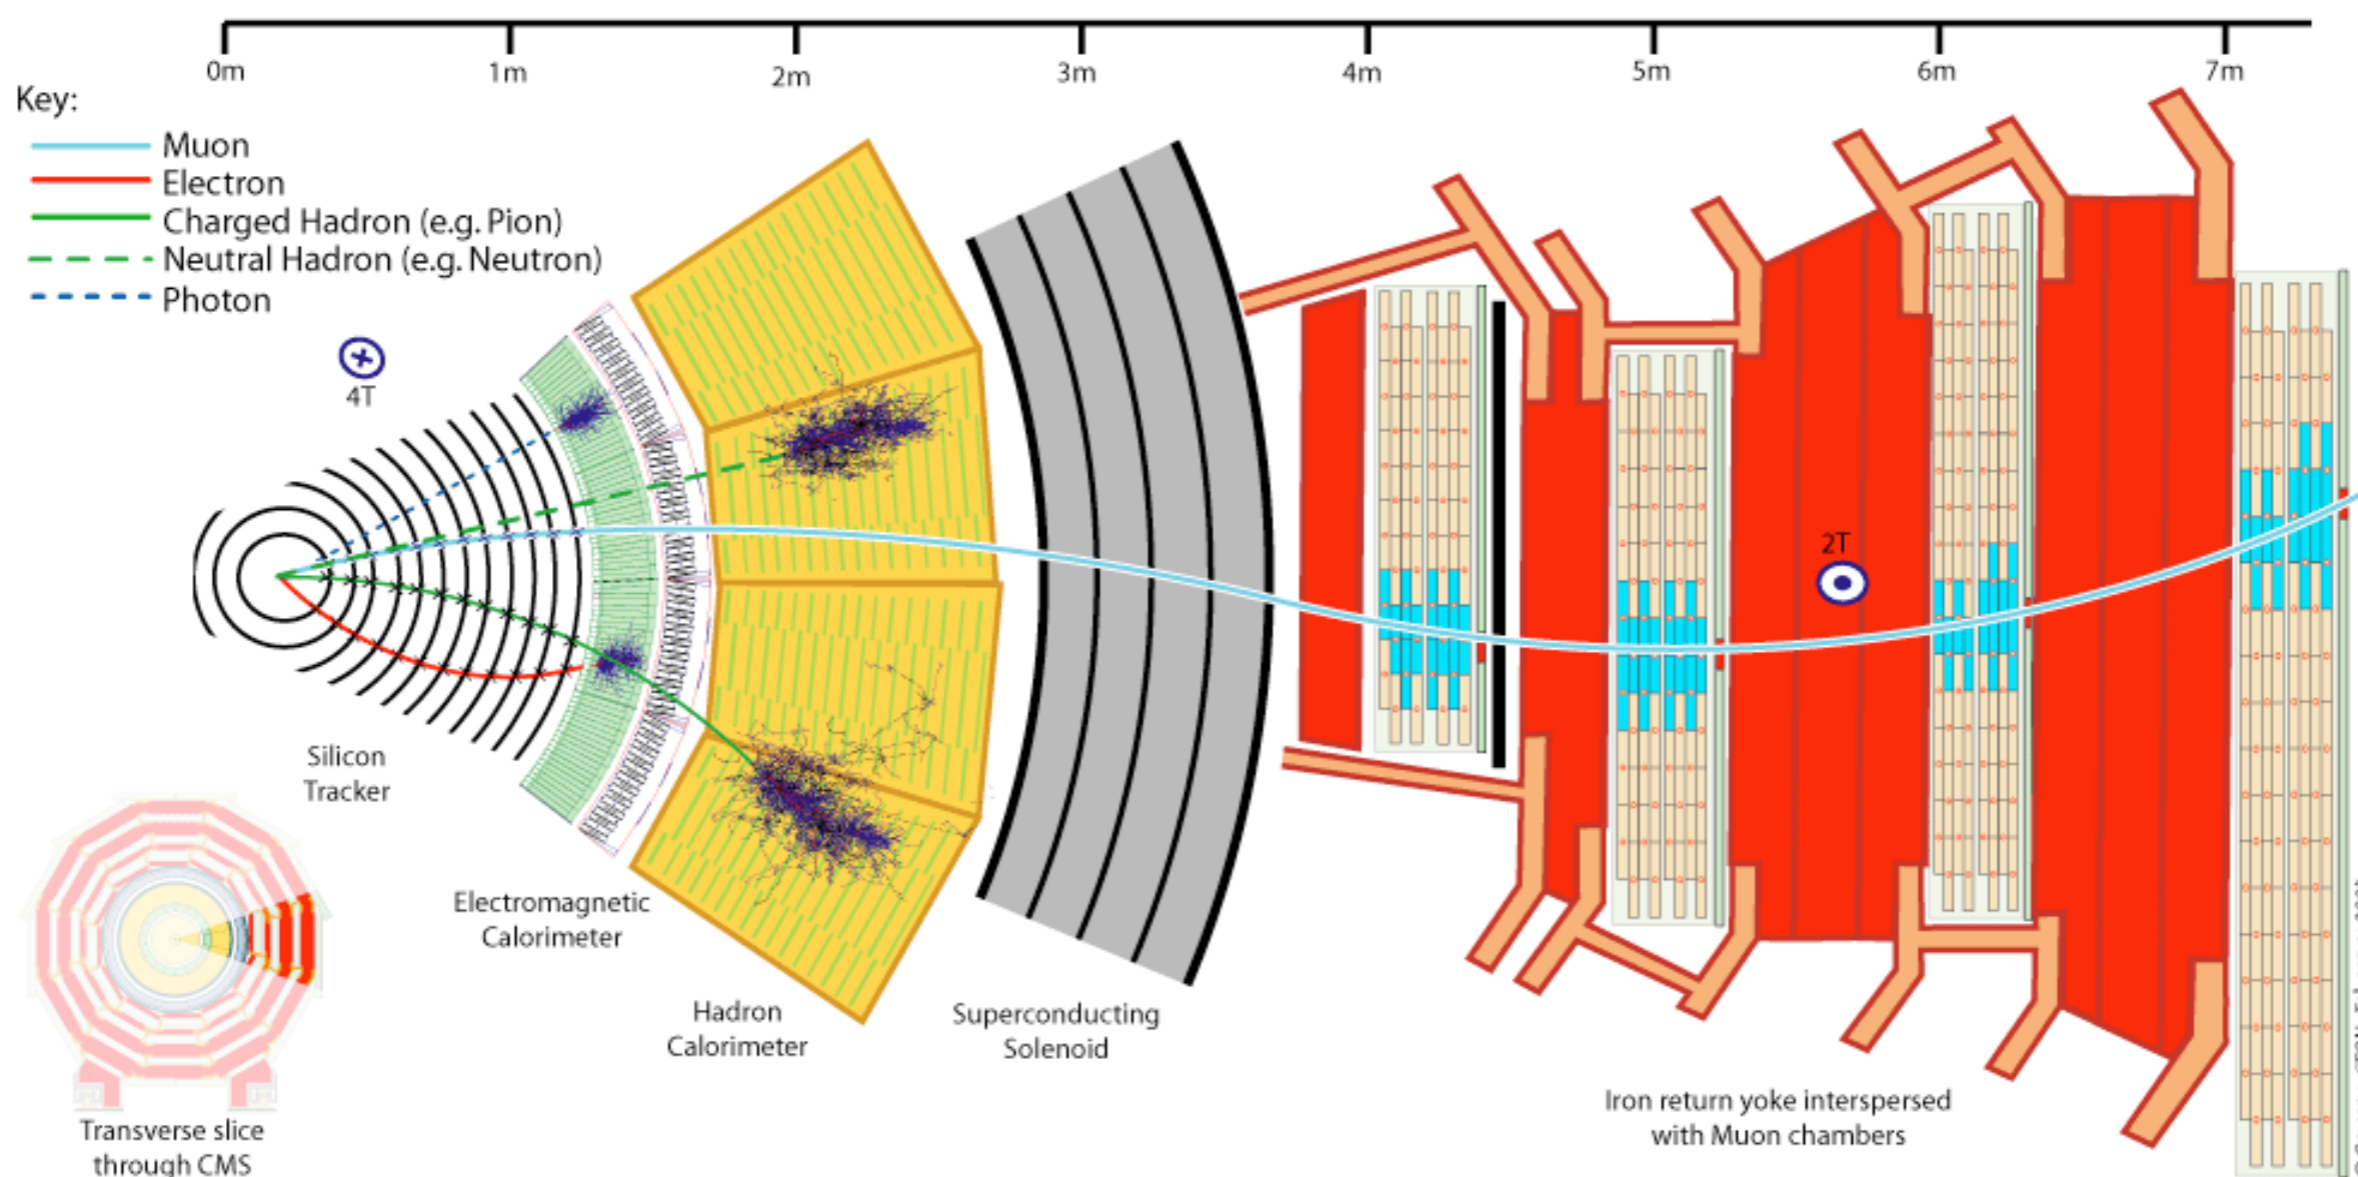 0m 1m 2m 3m 4m 5m 6m 7m
Key:
Muon
Electron
Charged Hadron (e.g. Pion)
Neutral Hadron (e.g. Neutron)
Photon
4T
2T
Silicon
Tracker
Electromagnetic
Calorimeter
Hadron
Calorimeter
Superconducting
Solenoid
Iron return yoke interspersed
with Muon chambers
Transverse slice
through CMS